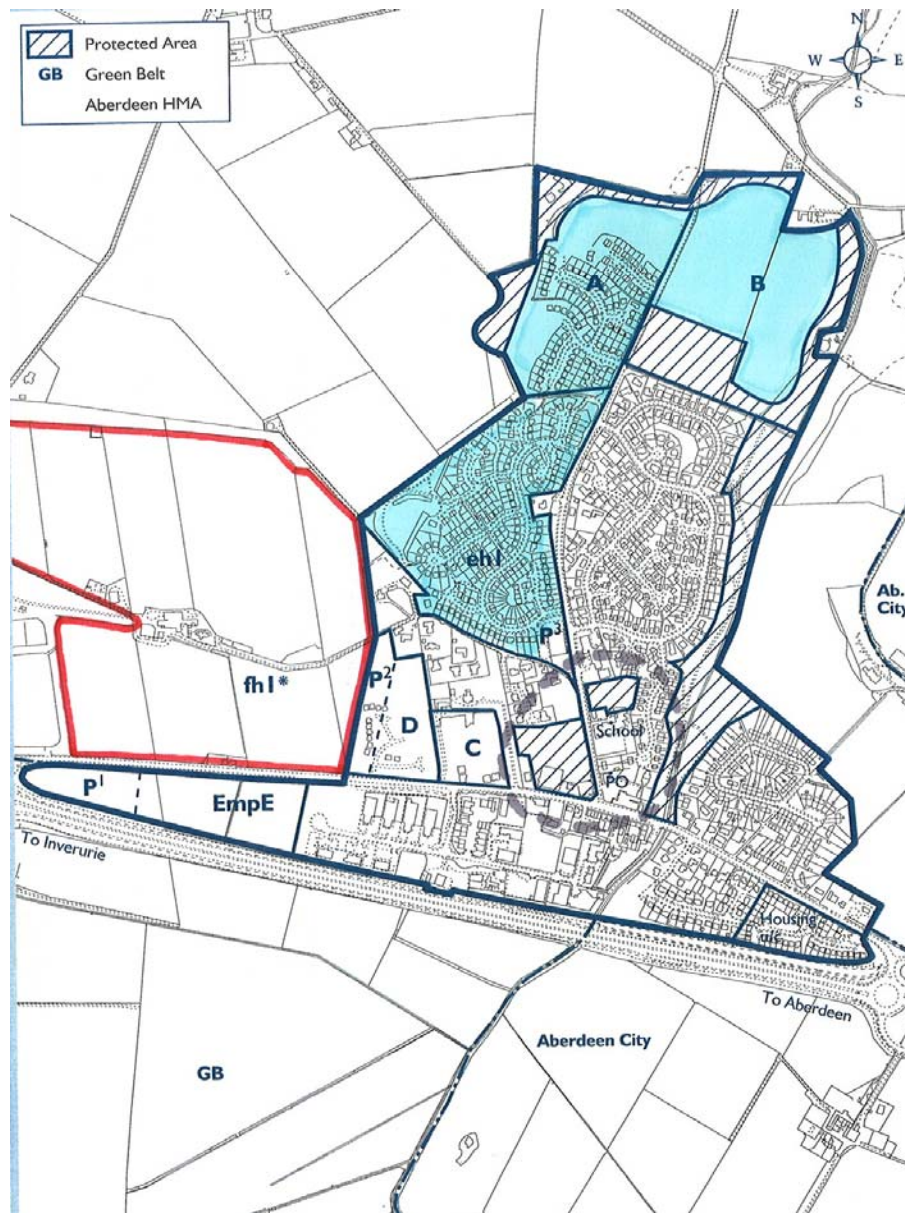 Protected Area
GB Green Belt
Aberdeen HMA
N
W E
S
A
B
eh1
P3
Ab.
City
fh1*
P2
D
C
School
PO
P1
EmpE
To Inverurie
Housing
u/c
To Aberdeen
Aberdeen City
GB